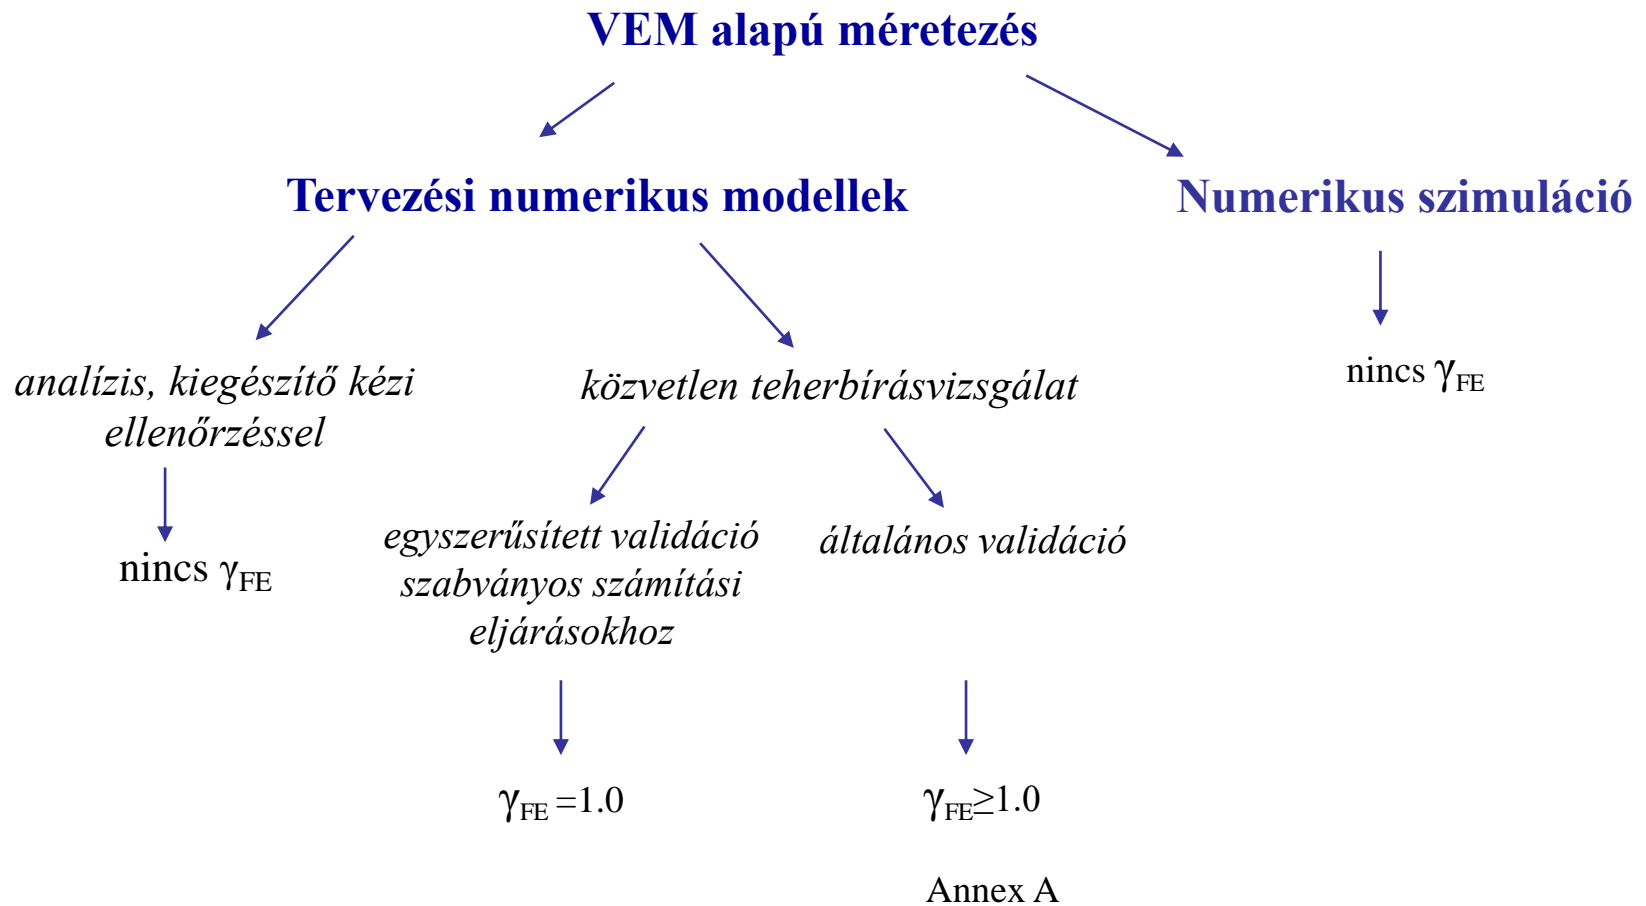 VEM alapú méretezés
Tervezési numerikus modellek
Numerikus szimuláció
analízis, kiegészítő kézi
ellenőrzéssel
közvetlen teherbírásvizsgálat
nincs γFE
nincs γFE
egyszerűsített validáció
szabványos számítási
eljárásokhoz
általános validáció
γFE =1.0
γFE≥1.0
Annex A